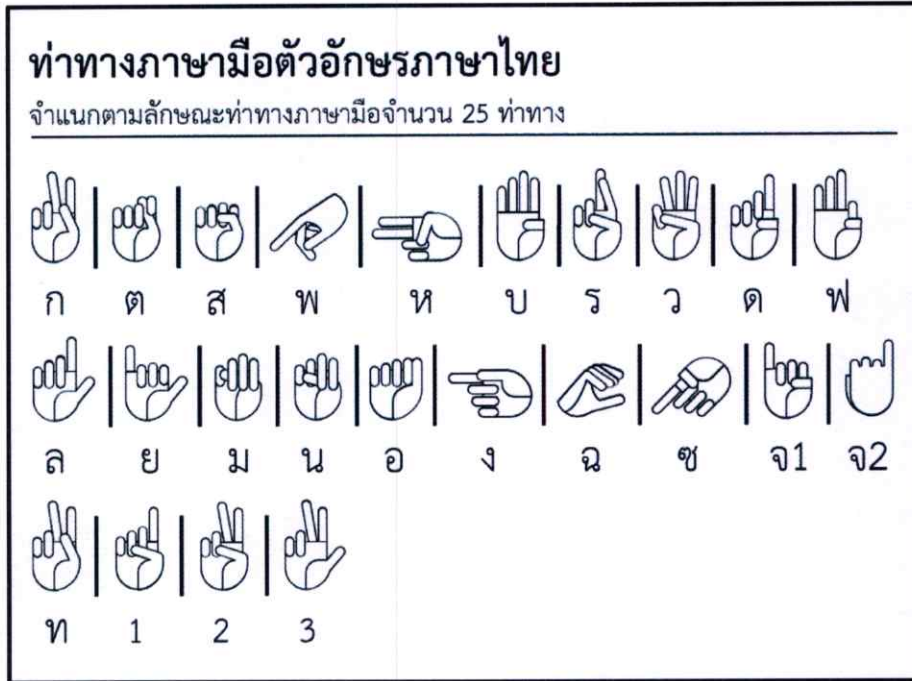 ท่าทางภาษามือตัวอักษรภาษาไทย
จำแนกตามลักษณะท่าทางภาษามือจำนวน 25 ท่าทาง
ก ต ส พ ห บ ร ว ด ฟ
ล ย ม น อ ง ฉ ซ จ1 จ2
ท 1 2 3